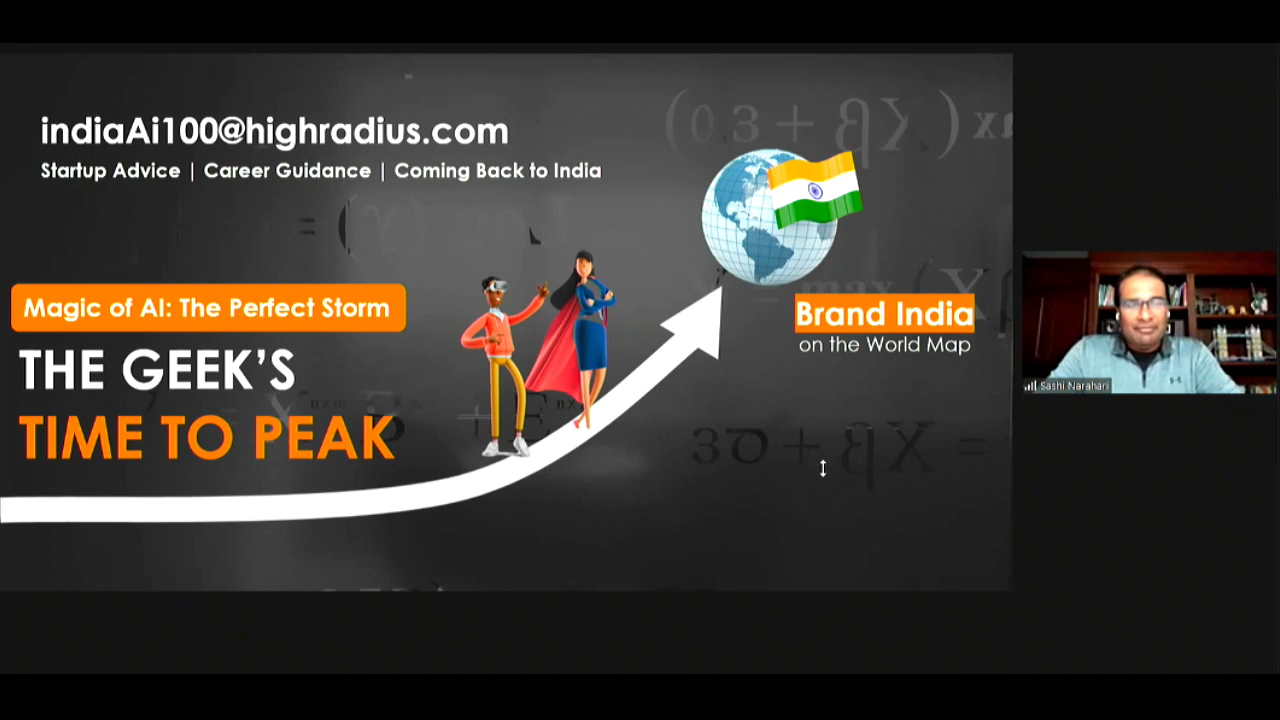 indiaAi100@highradius.com
Startup Advice | Career Guidance | Coming Back to India
Magic of AI: The Perfect Storm
THE GEEK'S
TIME TO PEAK
Brand India
on the World Map
Sashi Narahari